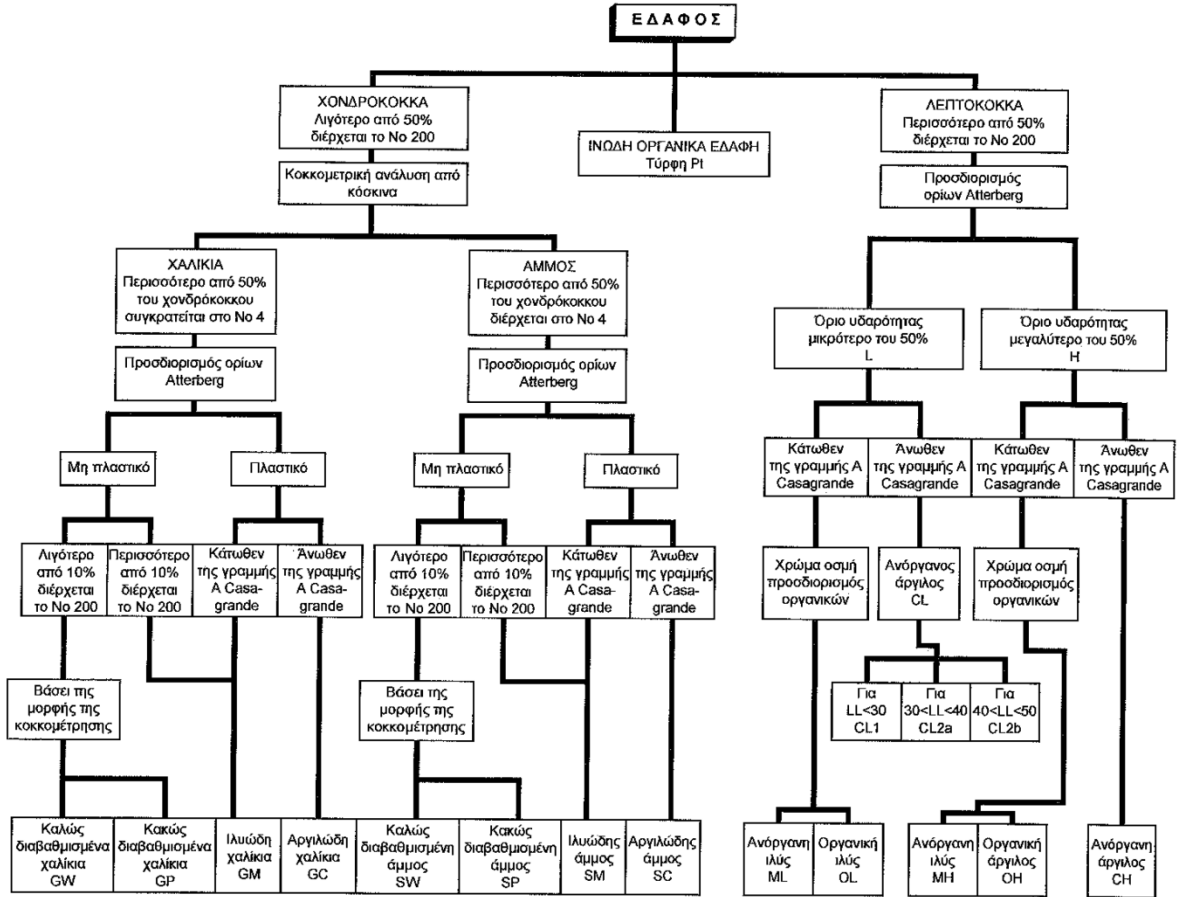 ΕΔΑΦΟΣ
ΧΟΝΔΡΟΚΟΚΚΑ
Λιγότερο από 50%
διέρχεται το Νο 200
ΙΝΩΔΗ ΟΡΓΑΝΙΚΑ ΕΔΑΦΗ
Τύρφη Pt
ΛΕΠΤΟΚΟΚΚΑ
Περισσότερο από 50%
διέρχεται το Νο 200
Κοκκομετρική ανάλυση από
κόσκινα
Προσδιορισμός
ορίων Atterberg
ΧΑΛΙΚΙΑ
Περισσότερο από 50%
του χονδρόκοκκου
συγκρατείται στο Νο 4
ΑΜΜΟΣ
Περισσότερο από 50%
του χονδρόκοκκου
διέρχεται στο Νο 4
Όριο υδαρότητας
μικρότερο του 50%
L
Όριο υδαρότητας
μεγαλύτερο του 50%
H
Προσδιορισμός ορίων
Atterberg
Προσδιορισμός ορίων
Atterberg
Μη πλαστικό
Πλαστικό
Μη πλαστικό
Πλαστικό
Κάτωθεν
της γραμμής Α
Casagrande
Άνωθεν
της γραμμής Α
Casagrande
Κάτωθεν
της γραμμής Α
Casagrande
Άνωθεν
της γραμμής Α
Casagrande
Λιγότερο
από 10%
διέρχεται
το Νο 200
Περισσότερο
από 10%
διέρχεται
το Νο 200
Κάτωθεν
της γραμμής
Α Casa-
grande
Άνωθεν
της γραμμής
Α Casa-
grande
Λιγότερο
από 10%
διέρχεται
το Νο 200
Περισσότερο
από 10%
διέρχεται
το Νο 200
Κάτωθεν
της γραμμής
Α Casa-
grande
Άνωθεν
της γραμμής
Α Casa-
grande
Χρώμα οσμή
προσδιορισμός
οργανικών
Ανόργανος
άργιλος
CL
Χρώμα οσμή
προσδιορισμός
οργανικών
Βάσει της
μορφής της
κοκκομέτρησης
Βάσει της
μορφής της
κοκκομέτρησης
Για
LL<30
CL1
Για
30<LL<40
CL2a
Για
40<LL<50
CL2b
Καλώς
διαβαθμισμένα
χαλίκια
GW
Κακώς
διαβαθμισμένα
χαλίκια
GP
Ιλυώδη
χαλίκια
GM
Αργιλώδη
χαλίκια
GC
Καλώς
διαβαθμισμένη
άμμος
SW
Κακώς
διαβαθμισμένη
άμμος
SP
Ιλυώδης
άμμος
SM
Αργιλώδης
άμμος
SC
Ανόργανη
ιλύς
ML
Οργανική
ιλύς
OL
Ανόργανη
ιλύς
MH
Οργανική
άργιλος
OH
Ανόργανη
άργιλος
CH